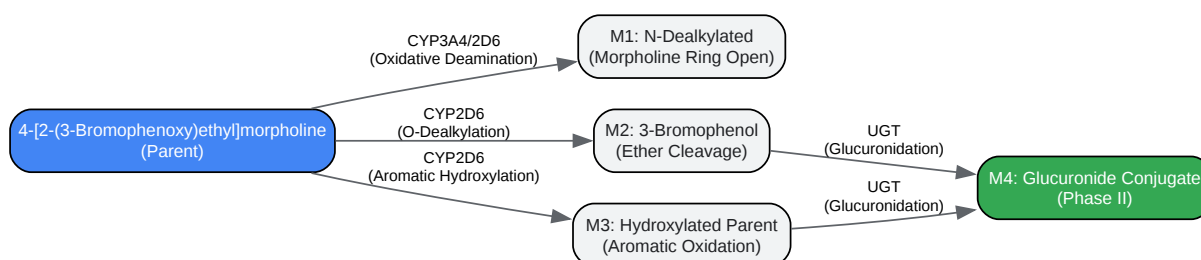 4-[2-(3-Bromophenoxy)ethyl]morpholine
(Parent)
CYP3A4/2D6
(Oxidative Deamination)
M1: N-Dealkylated
(Morpholine Ring Open)
CYP2D6
(O-Dealkylation)
M2: 3-Bromophenol
(Ether Cleavage)
CYP2D6
(Aromatic Hydroxylation)
M3: Hydroxylated Parent
(Aromatic Oxidation)
UGT
(Glucuronidation)
UGT
(Glucuronidation)
M4: Glucuronide Conjugate
(Phase II)